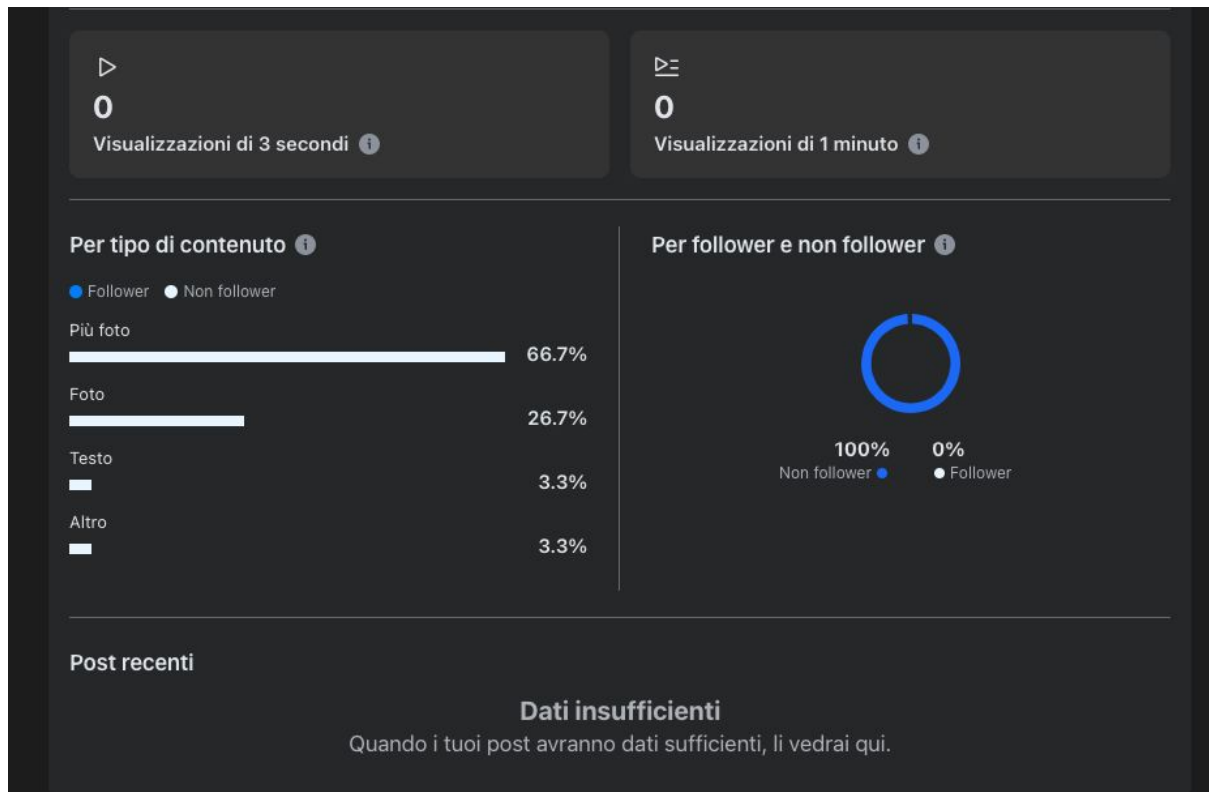 0
Visualizzazioni di 3 secondi
0
Visualizzazioni di 1 minuto
Per tipo di contenuto
Follower Non follower
Più foto
66.7%
Foto
26.7%
Testo
3.3%
Altro
3.3%
Per follower e non follower
100% 0%
Non follower Follower
Post recenti
Dati insufficienti
Quando i tuoi post avranno dati sufficienti, li vedrai qui.